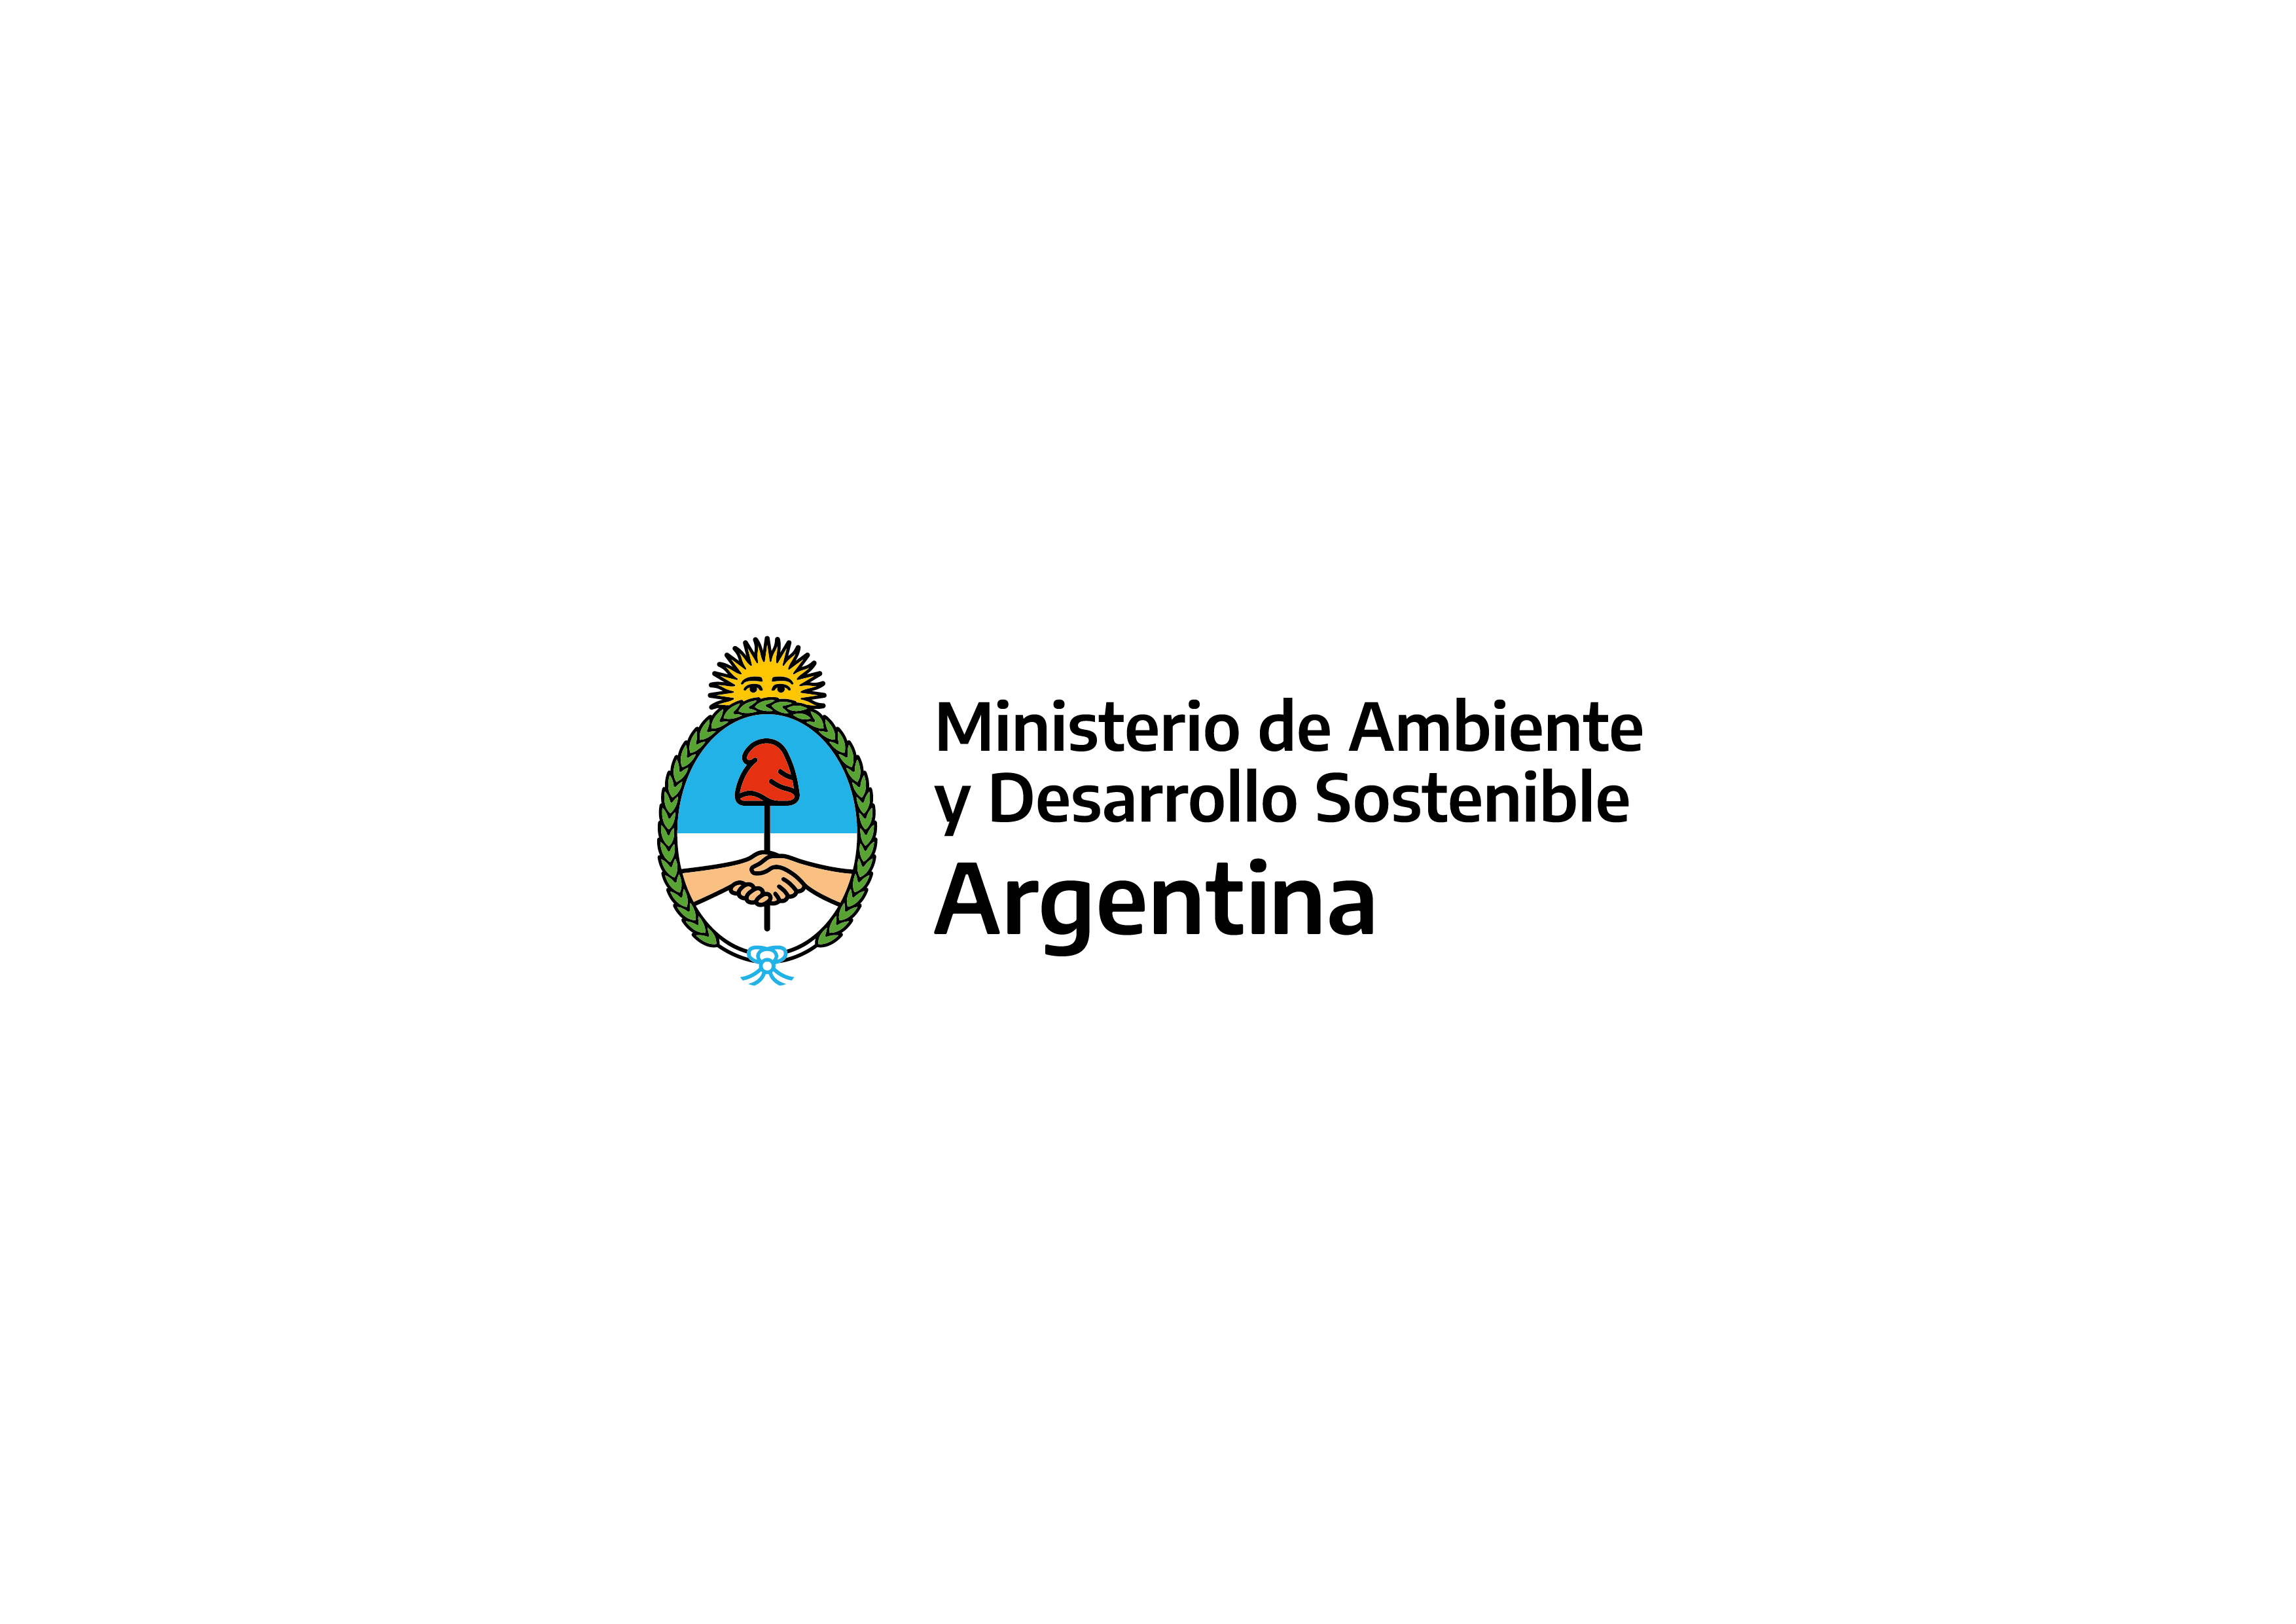 Ministerio de Ambiente
y Desarrollo Sostenible
Argentina